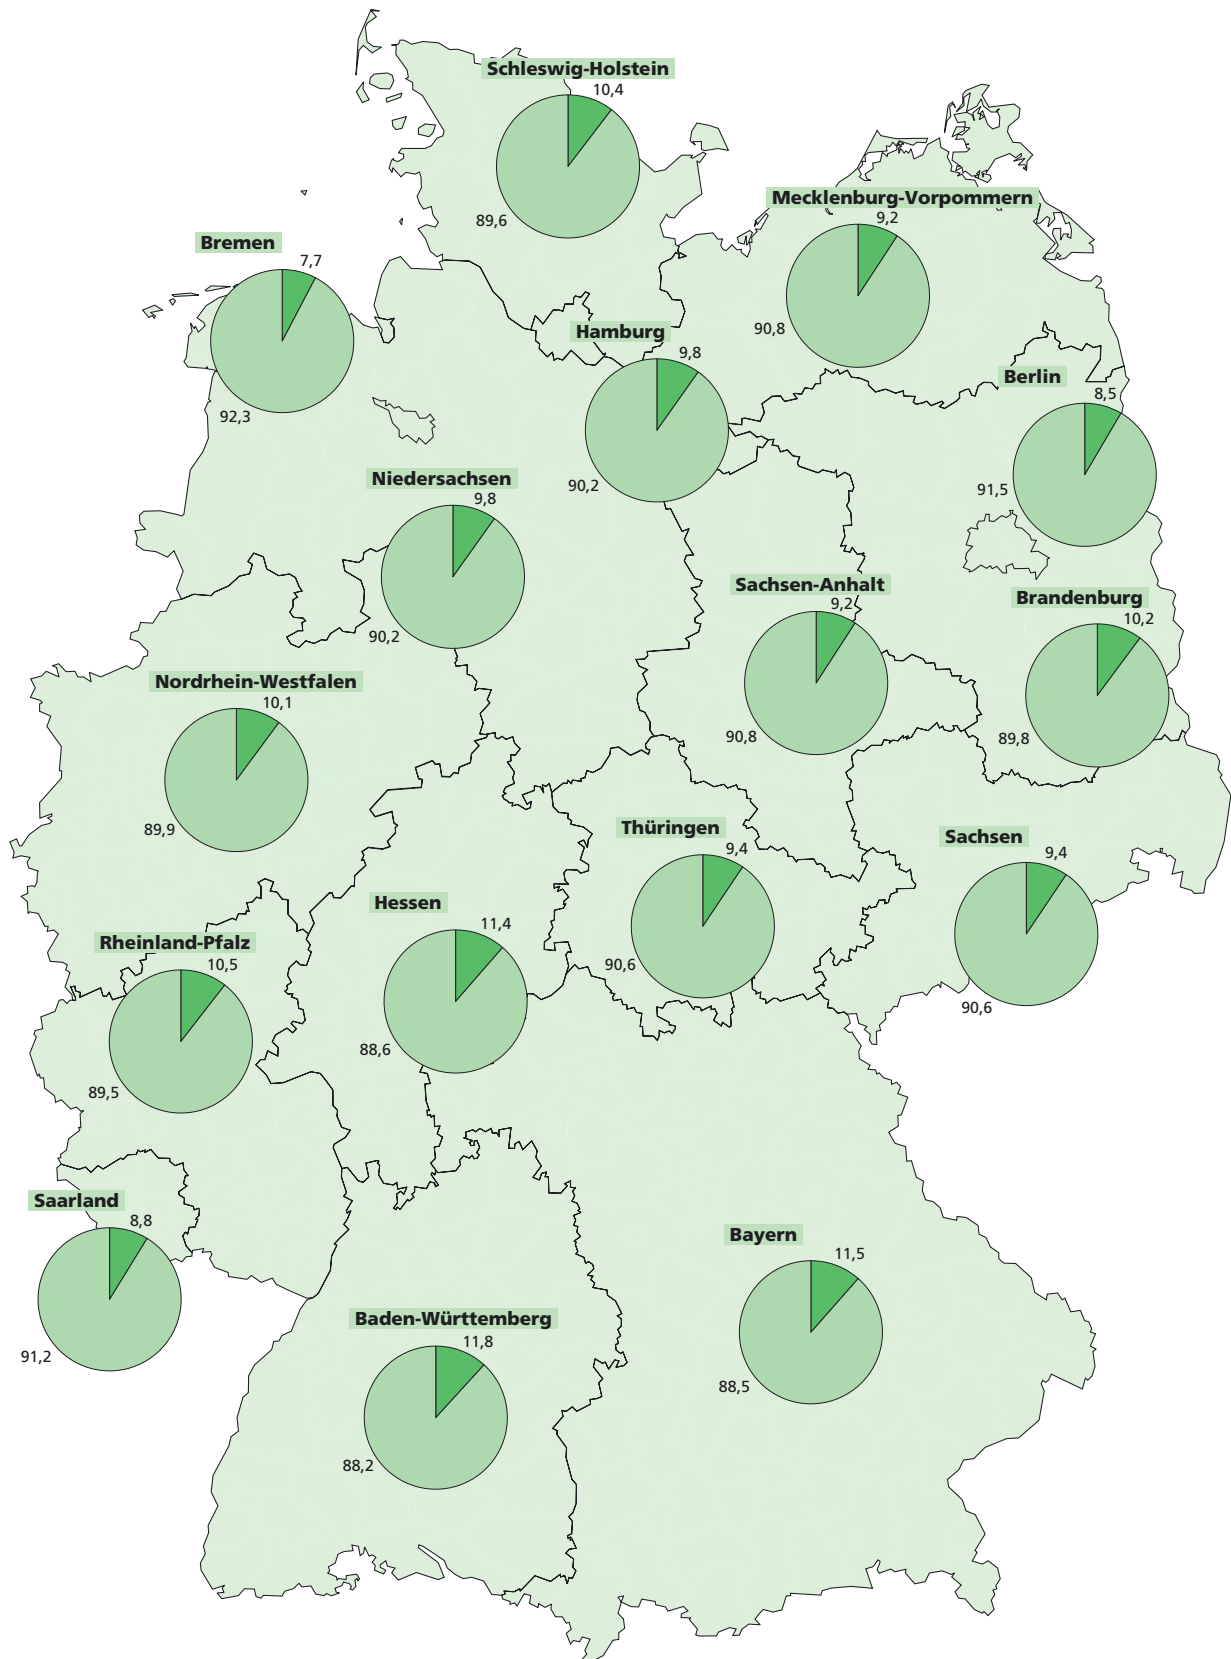 Schleswig-Holstein
10,4
89,6
Mecklenburg-Vorpommern
9,2
90,8
Bremen
7,7
92,3
Hamburg
9,8
90,2
Berlin
8,5
91,5
Niedersachsen
9,8
90,2
Sachsen-Anhalt
9,2
90,8
Brandenburg
10,2
89,8
Nordrhein-Westfalen
10,1
89,9
Thüringen
9,4
90,6
Sachsen
9,4
90,6
Hessen
11,4
88,6
Rheinland-Pfalz
10,5
89,5
Saarland
8,8
91,2
Bayern
11,5
88,5
Baden-Württemberg
11,8
88,2